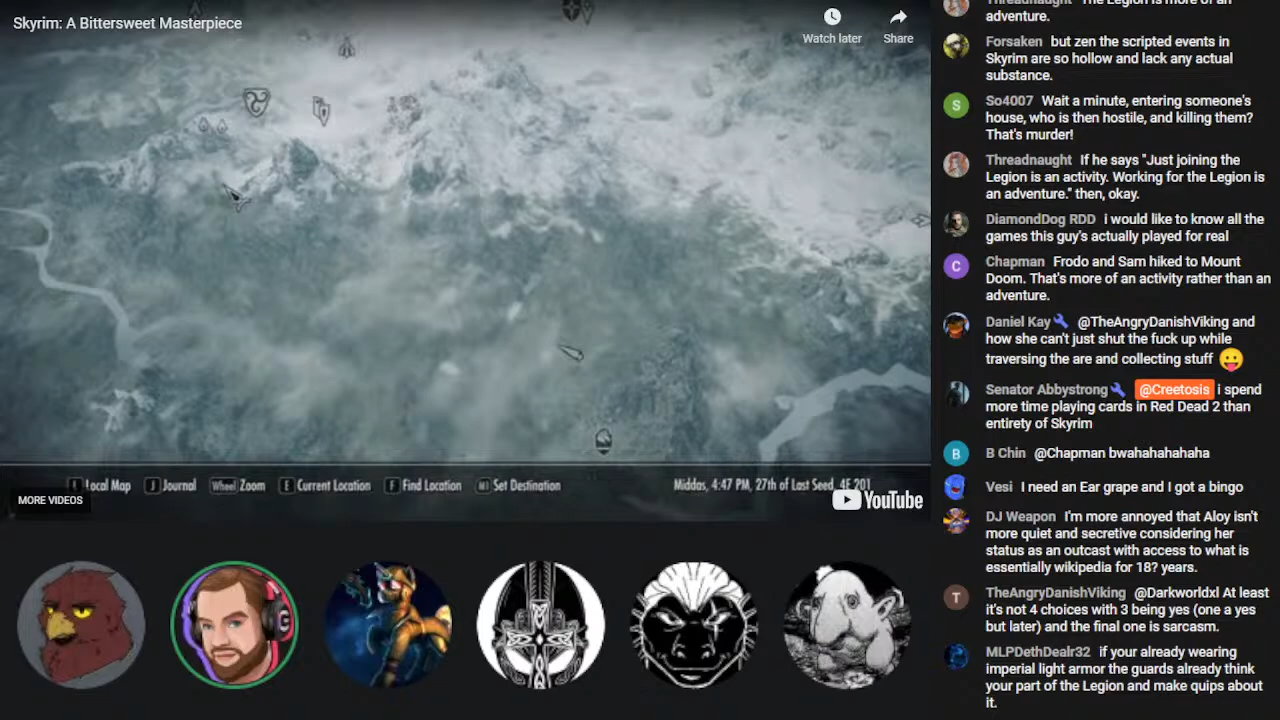 Skyrim: A Bittersweet Masterpiece
Watch later
Share
Local Map
J Journal
Wheel Zoom
E Current Location
F Find Location
Set Destination
Middas, 4:47 PM, 27th of Last Seed, 4E 201
MORE VIDEOS
YouTube
Threadnaught The Legion is more of an
adventure.
Forsaken but zen the scripted events in
Skyrim are so hollow and lack any actual
substance.
S
So4007 Wait a minute, entering someone's
house, who is then hostile, and killing them?
That's murder!
Threadnaught If he says "Just joining the
Legion is an activity. Working for the Legion is
an adventure." then, okay.
DiamondDog RDD i would like to know all the
games this guy's actually played for real
C
Chapman Frodo and Sam hiked to Mount
Doom. That's more of an activity rather than an
adventure.
Daniel Kay @TheAngryDanishViking and
how she can't just shut the fuck up while
traversing the are and collecting stuff
Senator Abbystrong @Creetosis i spend
more time playing cards in Red Dead 2 than
entirety of Skyrim
B
B Chin @Chapman bwahahahahaha
Vesi I need an Ear grape and I got a bingo
DJ Weapon I'm more annoyed that Aloy isn't
more quiet and secretive considering her
status as an outcast with access to what is
essentially wikipedia for 18? years.
T
TheAngryDanishViking @Darkworldxl At least
it's not 4 choices with 3 being yes (one a yes
but later) and the final one is sarcasm.
MLPDethDealr32 if your already wearing
imperial light armor the guards already think
your part of the Legion and make quips about
it.